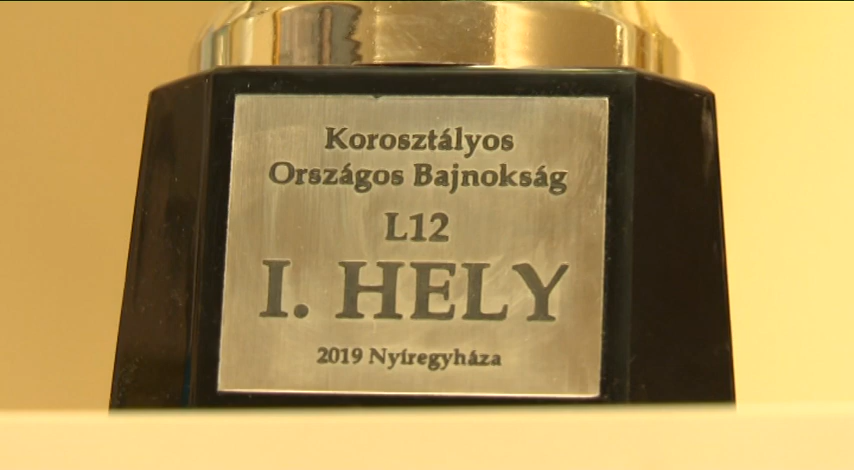 Korosztályos
Országos Bajnokság
L12
I. HELY
2019 Nyíregyháza